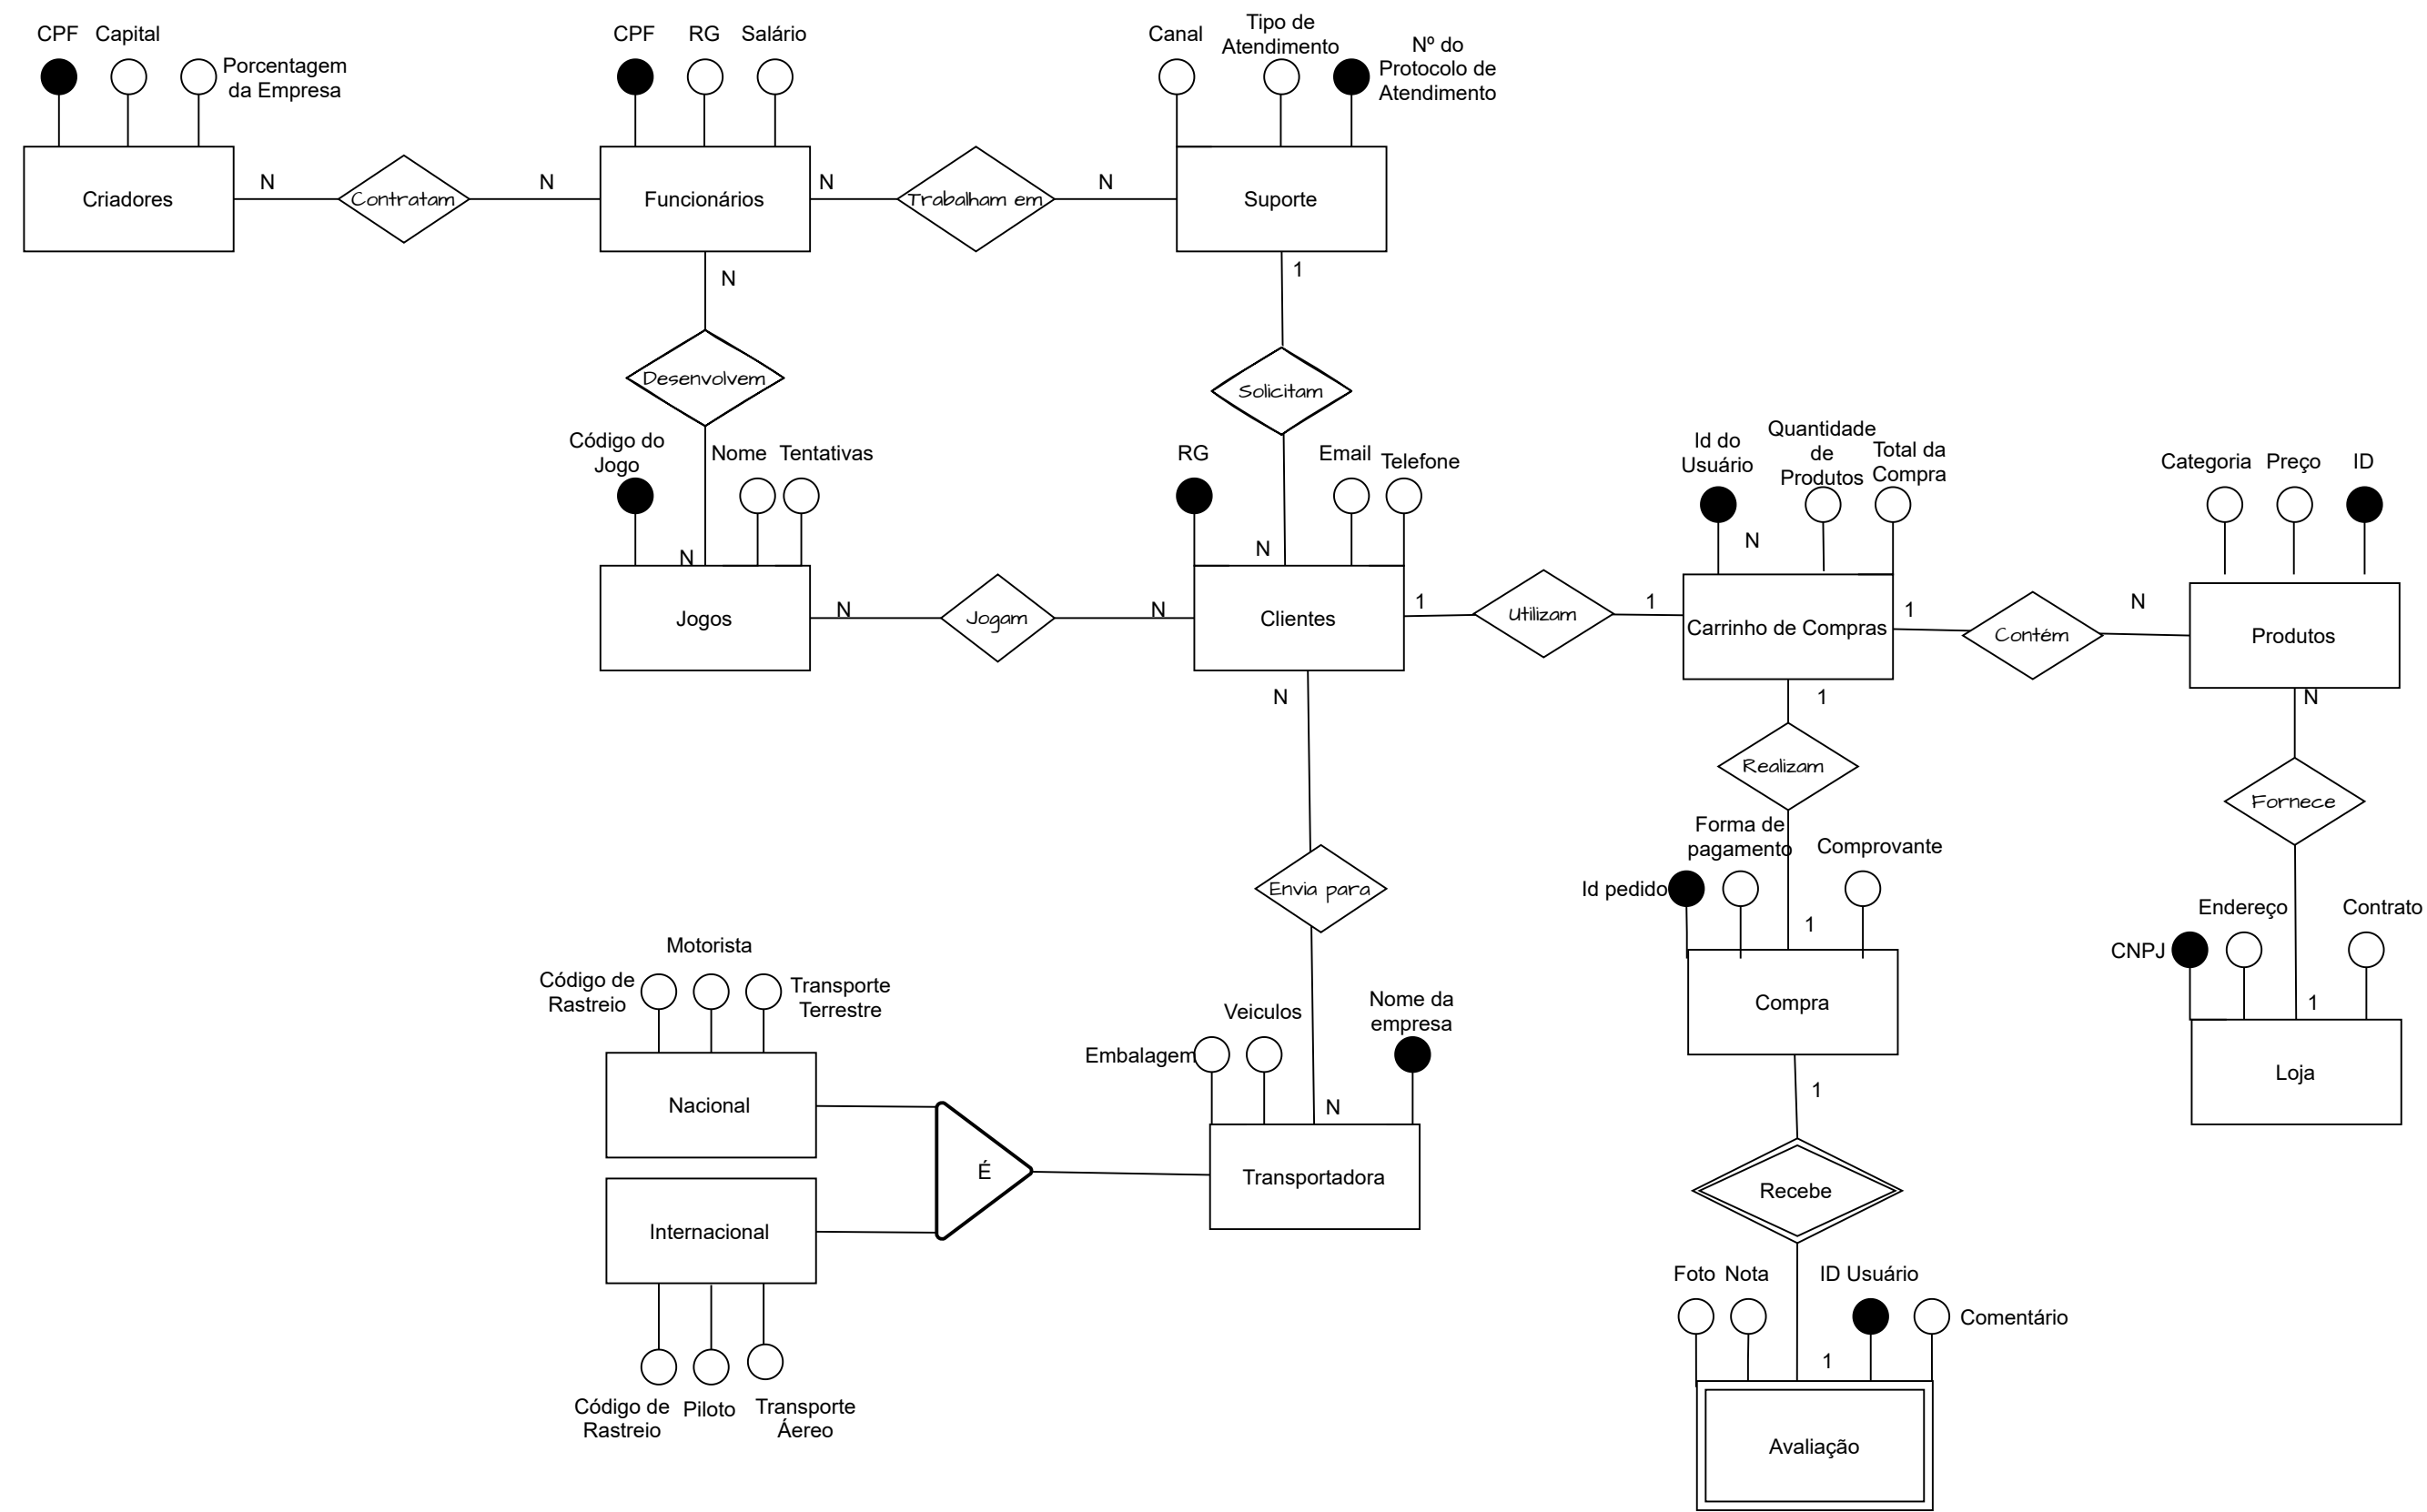 CPF
Capital
Porcentagem
da Empresa
CPF
RG
Salário
Canal
Tipo de
Atendimento
Nº do
Protocolo de
Atendimento
Criadores
N
Contratam
N
Funcionários
N
Trabalham em
N
Suporte
N
1
Desenvolvem
Solicitam
Código do
Jogo
Nome
Tentativas
RG
Email
Telefone
Id do
Usuário
Quantidade
de
Produtos
Total da
Compra
Categoria
Preço
ID
N
N
N
Jogos
N
Jogam
N
Clientes
1
Utilizam
1
Carrinho de Compras
1
Contém
N
Produtos
N
1
N
Realizam
Fornece
Forma de
pagamento
Comprovante
Id pedido
Envia para
1
Endereço
Contrato
CNPJ
Motorista
Código de
Rastreio
Transporte
Terrestre
Veiculos
Nome da
empresa
Embalagem
Compra
1
Loja
Nacional
N
1
É
Transportadora
Recebe
Internacional
Foto
Nota
ID Usuário
Comentário
1
Código de
Rastreio
Piloto
Transporte
Áereo
Avaliação